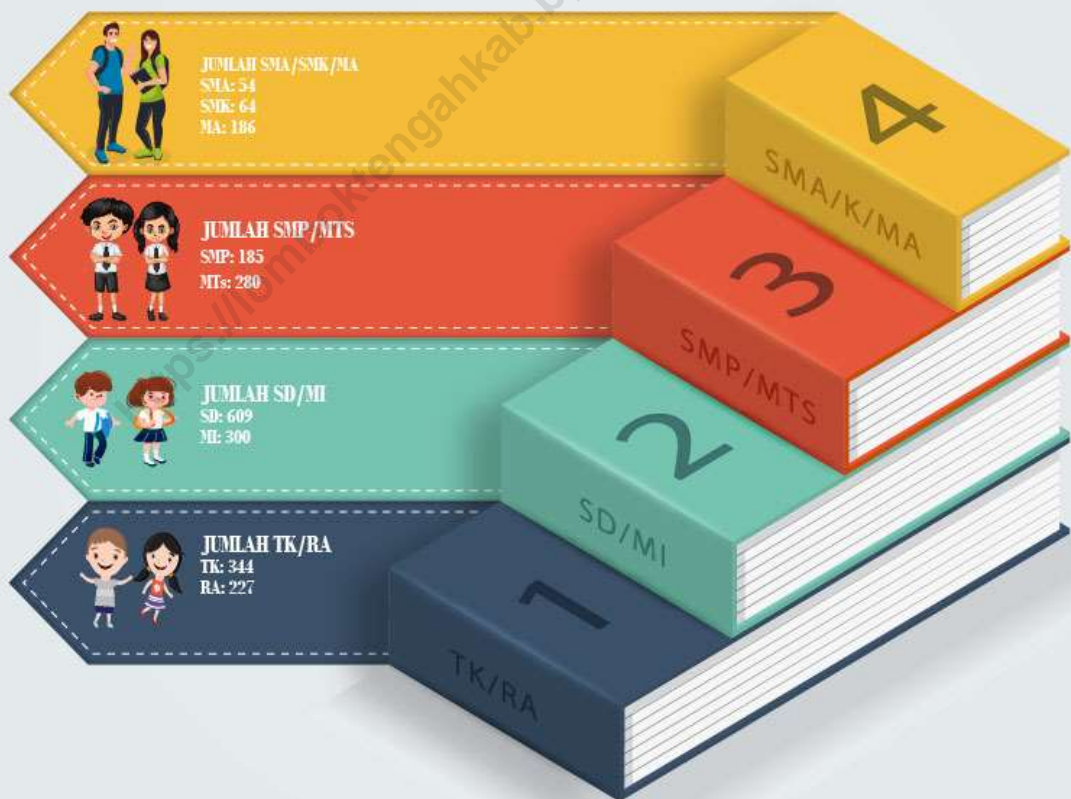 JUMLAH SMA/SMK/MA
SMA: 54
SMK: 64
MA: 186
4
SMA/K/MA
JUMLAH SMP/MTS
SMP: 185
MTs: 280
3
SMP/MTS
JUMLAH SD/MI
SD: 609
MI: 300
2
SD/MI
JUMLAH TK/RA
TK: 344
RA: 227
1
TK/RA
https://lomboktengahkab.b